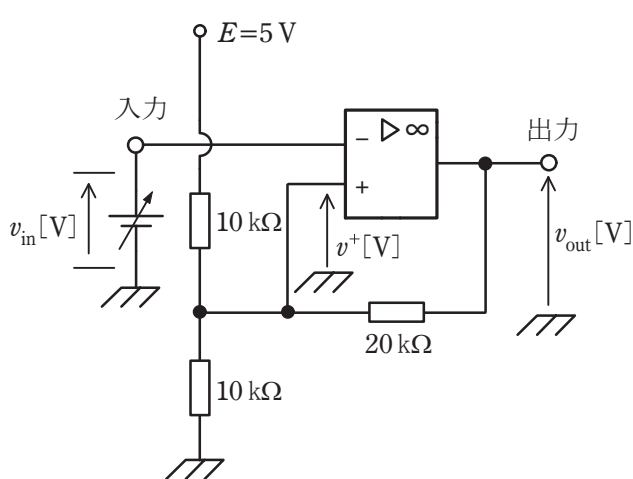 E=5 V
入力
− ▷ ∞
出力
+
10 kΩ
v⁺[V]
v_in[V]
v_out[V]
20 kΩ
10 kΩ